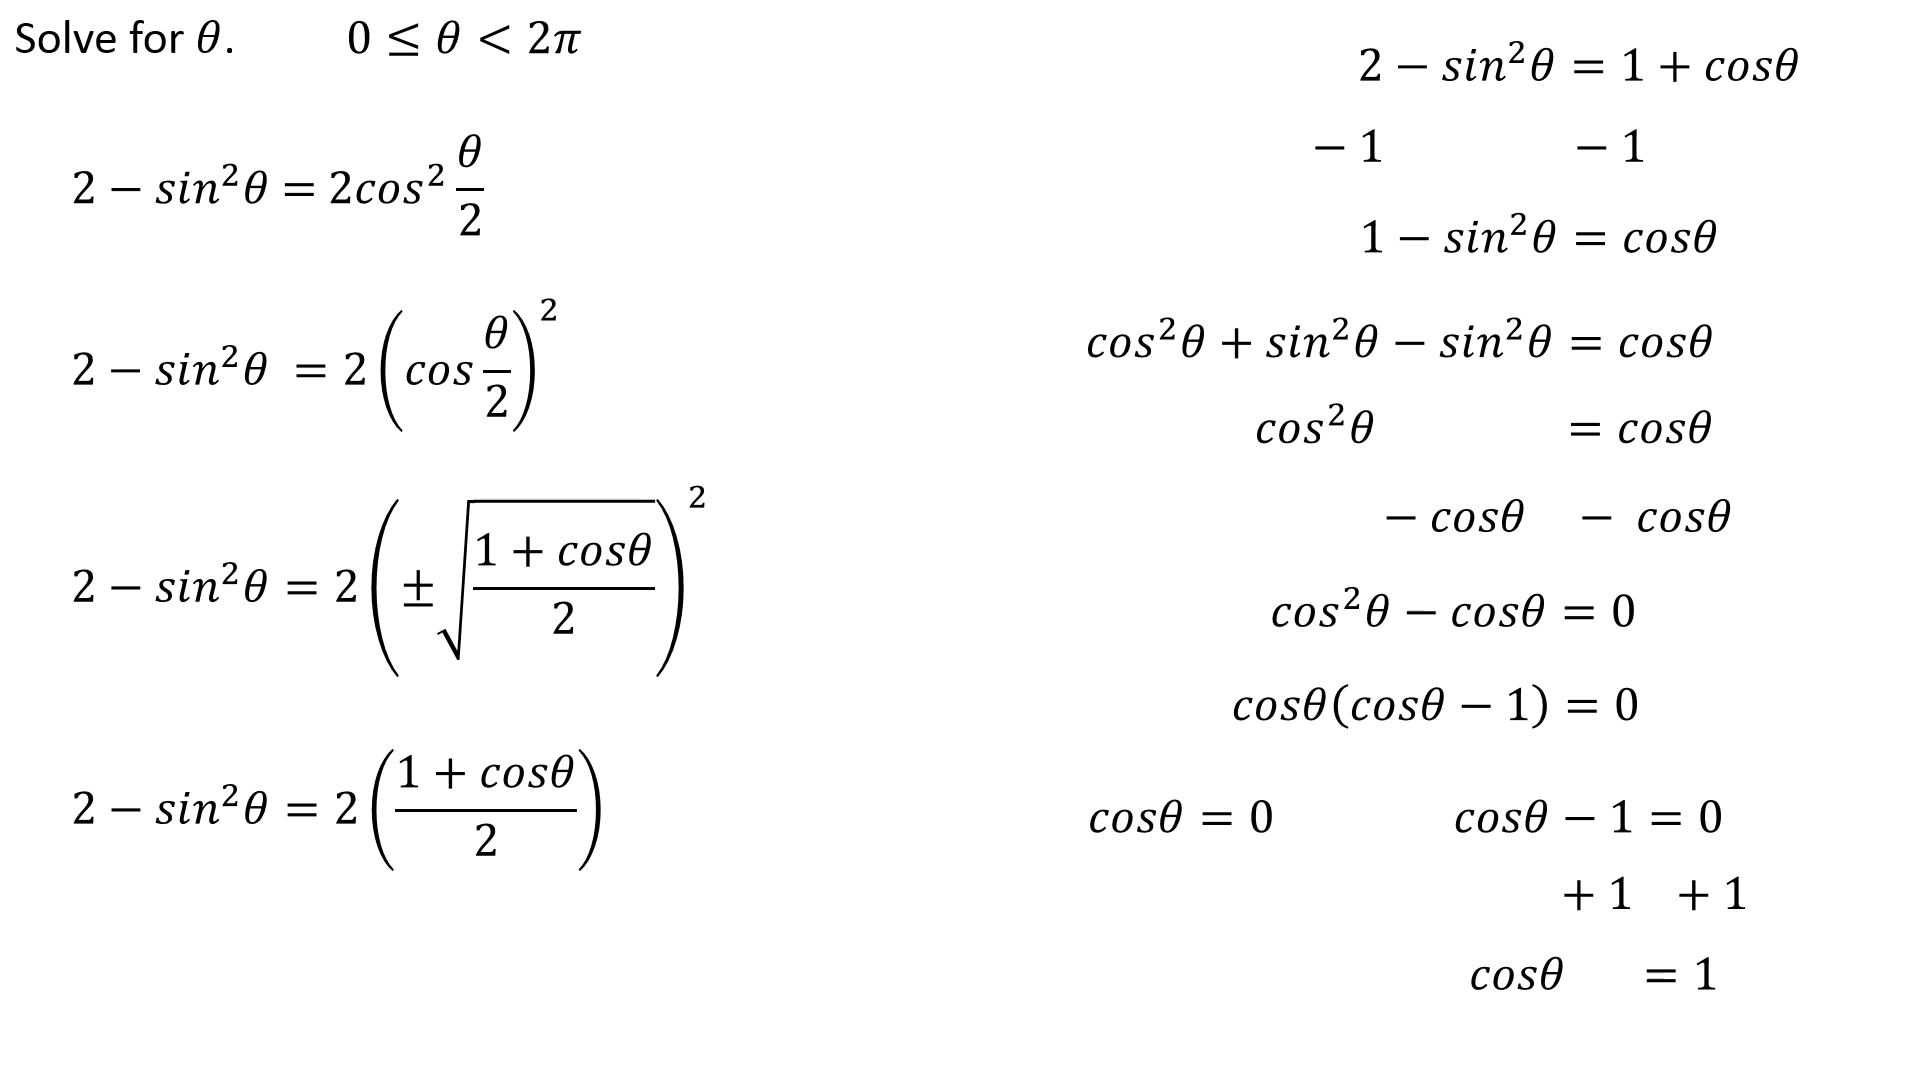 Solve for θ. 0 ≤ θ < 2π
2 − sin²θ = 2cos² θ/2
2 − sin²θ = 2(cos θ/2)²
2 − sin²θ = 2(±√((1 + cosθ)/2))²
2 − sin²θ = 2((1 + cosθ)/2)
2 − sin²θ = 1 + cosθ
− 1 − 1
1 − sin²θ = cosθ
cos²θ + sin²θ − sin²θ = cosθ
cos²θ = cosθ
− cosθ − cosθ
cos²θ − cosθ = 0
cosθ(cosθ − 1) = 0
cosθ = 0 cosθ − 1 = 0
+ 1 + 1
cosθ = 1